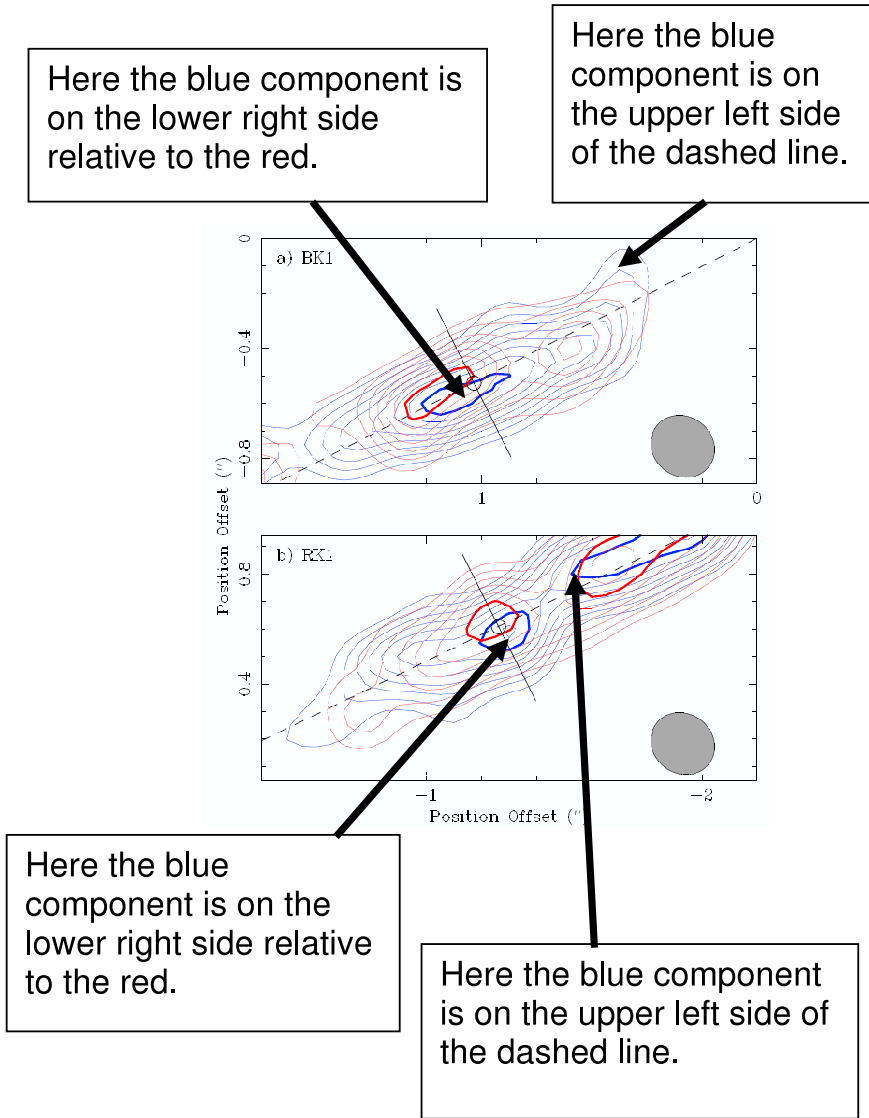 Here the blue component is
on the lower right side
relative to the red.
Here the blue
component is on
the upper left side
of the dashed line.
a) BK1
0
−0.4
−0.8
1
0
b) RK1
0.8
0.4
−1
−2
Position Offset (″)
Position Offset (″)
Here the blue
component is on the
lower right side relative
to the red.
Here the blue component
is on the upper left side of
the dashed line.